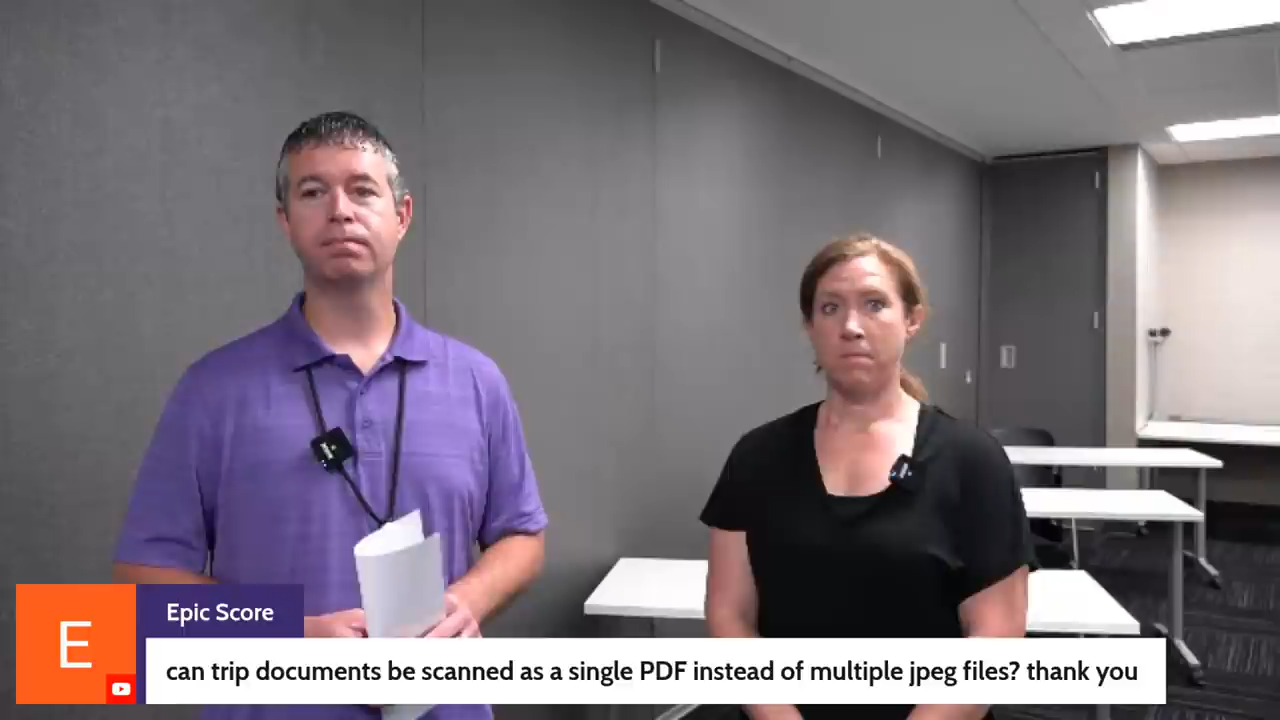 E
Epic Score
can trip documents be scanned as a single PDF instead of multiple jpeg files? thank you